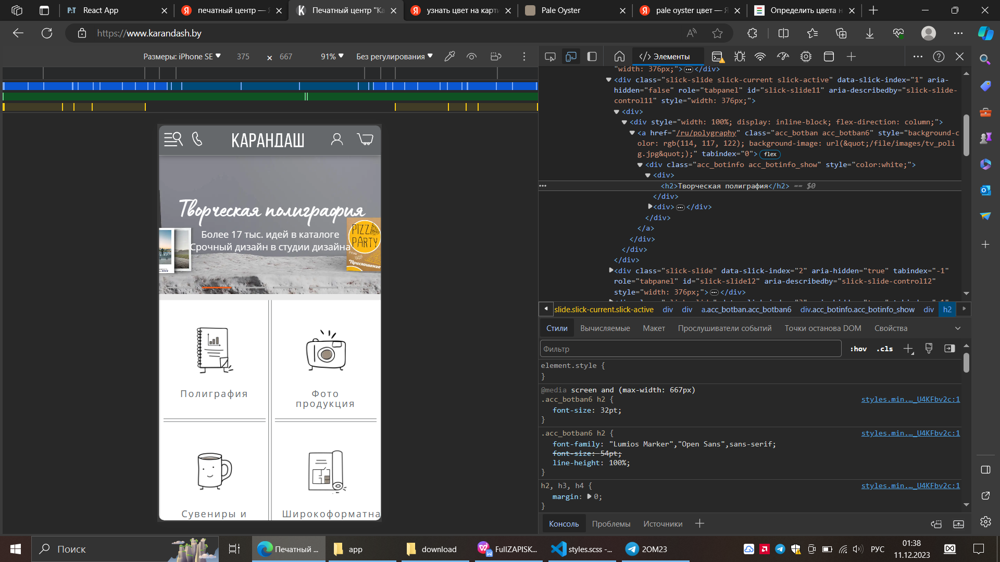 React App
печатный центр — Я
Печатный центр "Ка
узнать цвет на карти
Pale Oyster
pale oyster цвет — Я
Определить цвета н
https://www.karandash.by
Размеры: iPhone SE
375
×
667
91%
Без регулирования
Элементы
КАРАНДАШ
Творческая полиграфия
Более 17 тыс. идей в каталоге
Срочный дизайн в студии дизайна
PIZZA
PARTY
Приглашение
Полиграфия
Фото
продукция
Сувениры и
Широкоформатна
"width: 376px;">…</div>
<div class="slick-slide slick-current slick-active" data-slick-index="1" aria-
hidden="false" role="tabpanel" id="slick-slide11" aria-describedby="slick-slide-
control11" style="width: 376px;">
<div>
<div style="width: 100%; display: inline-block; flex-direction: column;">
<a href="/ru/polygraphy" class="acc_botban acc_botban6" style="background-c
olor: rgb(114, 117, 122); background-image: url(&quot;/file/images/tv_poli
g.jpg&quot;);" tabindex="0"> flex
<div class="acc_botinfo acc_botinfo_show" style="color:white;">
<div>
<h2>Творческая полиграфия</h2> == $0
</div>
<div>…</div>
</div>
</a>
</div>
</div>
</div>
<div class="slick-slide" data-slick-index="2" aria-hidden="true" tabindex="-1"
role="tabpanel" id="slick-slide12" aria-describedby="slick-slide-control12"
style="width: 376px;">…</div>
slide.slick-current.slick-active div div a.acc_botban.acc_botban6 div.acc_botinfo.acc_botinfo_show div h2
Стили Вычисляемые Макет Прослушиватели событий Точки останова DOM Свойства
Фильтр
:hov .cls
element.style {
}
@media screen and (max-width: 667px)
.acc_botban6 h2 {
styles.min.…_U4KFbv2c:1
font-size: 32pt;
}
.acc_botban6 h2 {
styles.min.…_U4KFbv2c:1
font-family: "Lumios Marker","Open Sans",sans-serif;
font-size: 54pt;
line-height: 100%;
}
h2, h3, h4 {
styles.min.…_U4KFbv2c:1
margin: 0;
}
Консоль Проблемы Источники
Поиск
Печатный ...
app
download
FullZAPISK...
styles.scss -...
2ОМ23
РУС
01:38
11.12.2023